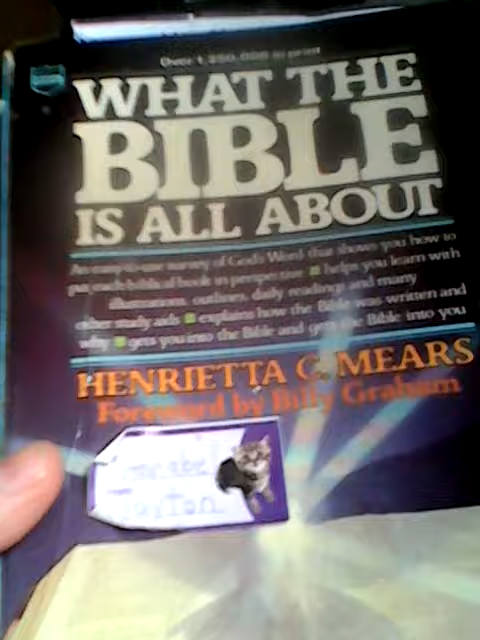 Over 1,250,000 in print
WHAT THE
BIBLE
IS ALL ABOUT
An survey of God's Word that shows you how to
put each biblical book in perspective ■ helps you learn with
illustrations, outlines, daily readings and many
other study aids ■ explains how the Bible was written and
why ■ gets you into the Bible and gets the Bible into you
HENRIETTA C. MEARS
Foreword by Billy Graham